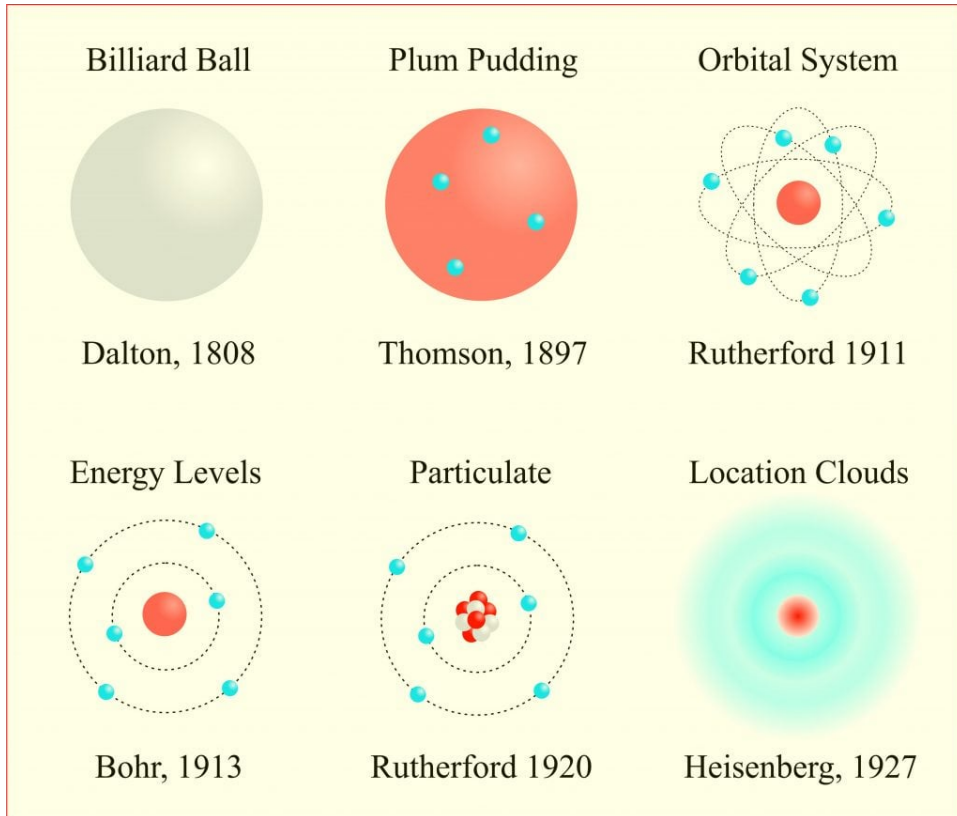 Billiard Ball
Plum Pudding
Orbital System
Dalton, 1808
Thomson, 1897
Rutherford 1911
Energy Levels
Particulate
Location Clouds
Bohr, 1913
Rutherford 1920
Heisenberg, 1927